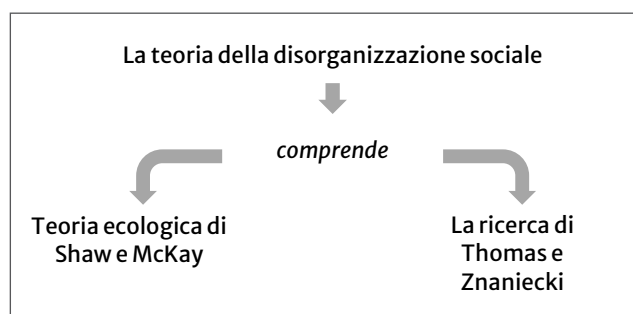 La teoria della disorganizzazione sociale
comprende
Teoria ecologica di
Shaw e McKay
La ricerca di
Thomas e
Znaniecki